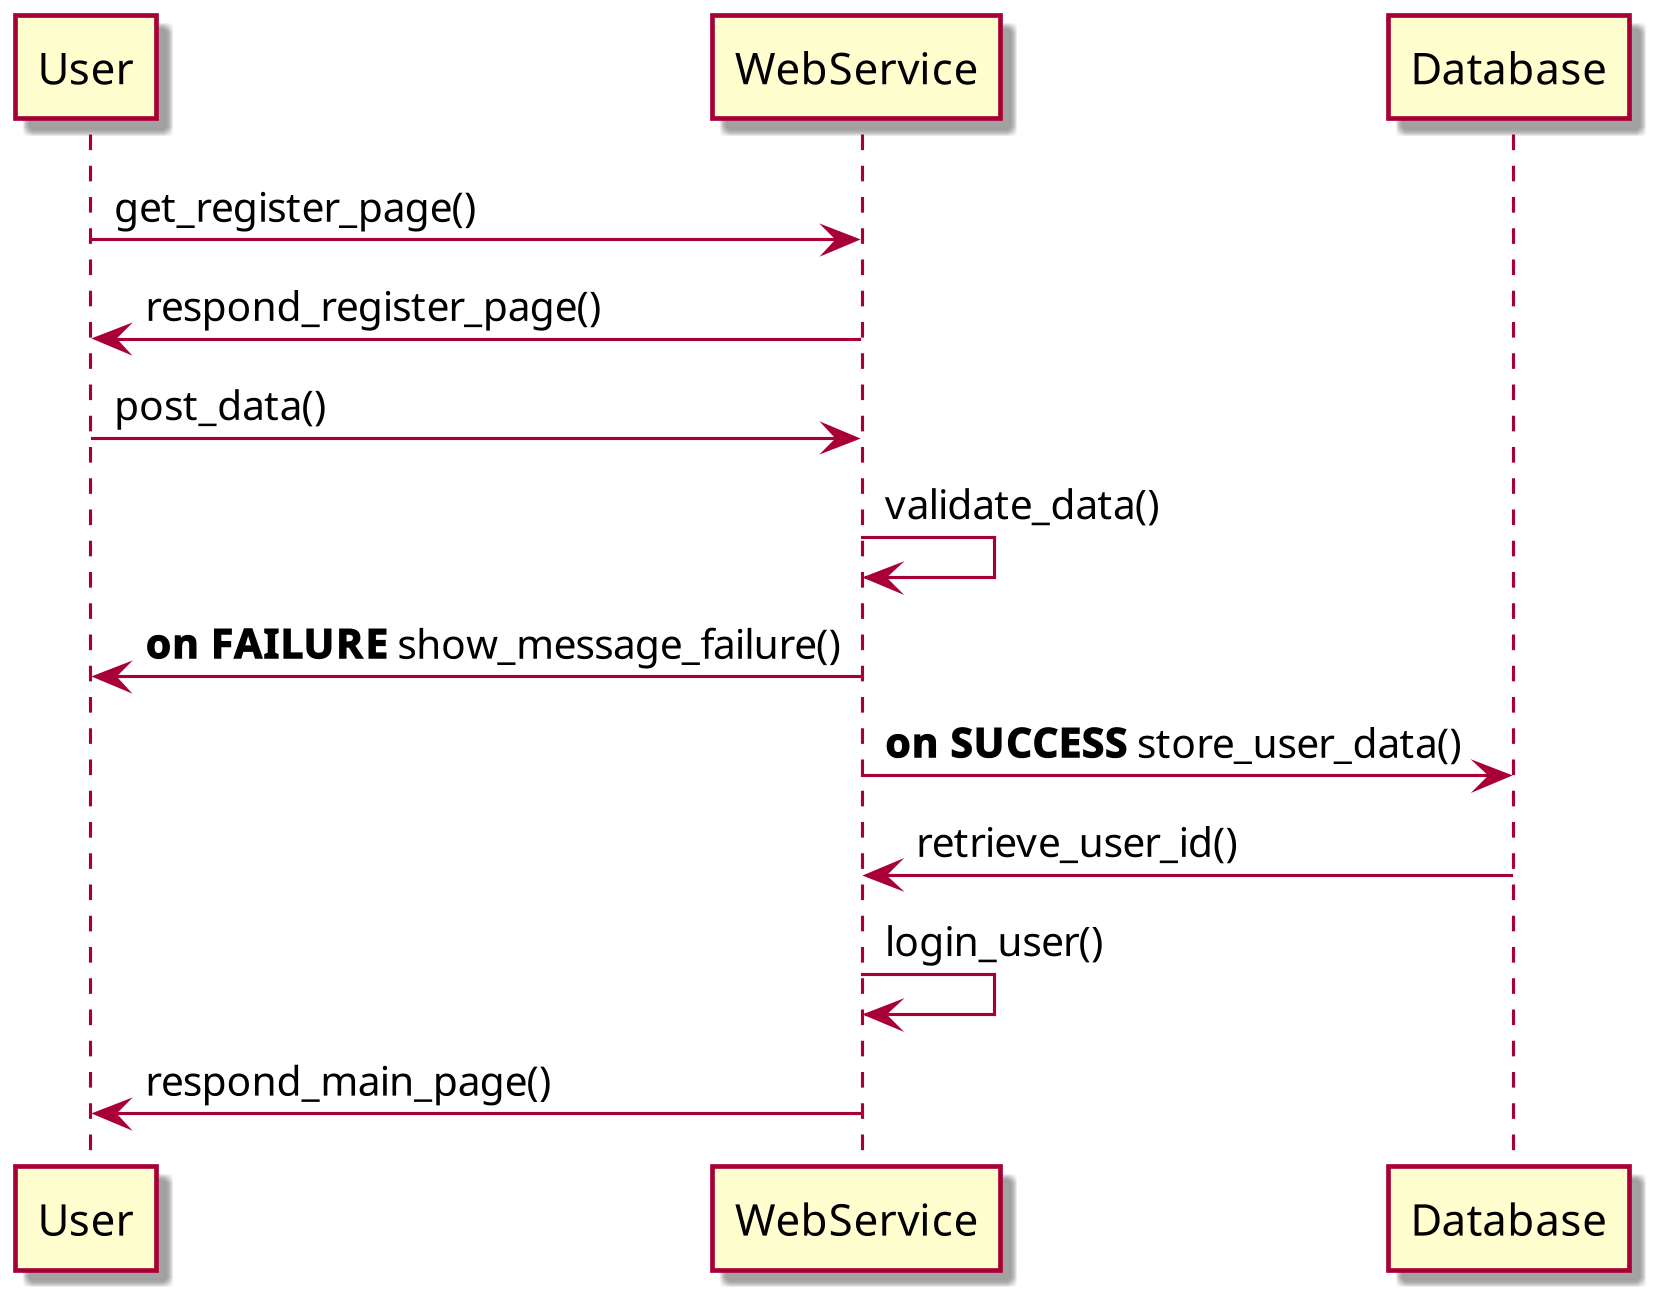 User
WebService
Database
get_register_page()
respond_register_page()
post_data()
validate_data()
on FAILURE show_message_failure()
on SUCCESS store_user_data()
retrieve_user_id()
login_user()
respond_main_page()
User
WebService
Database